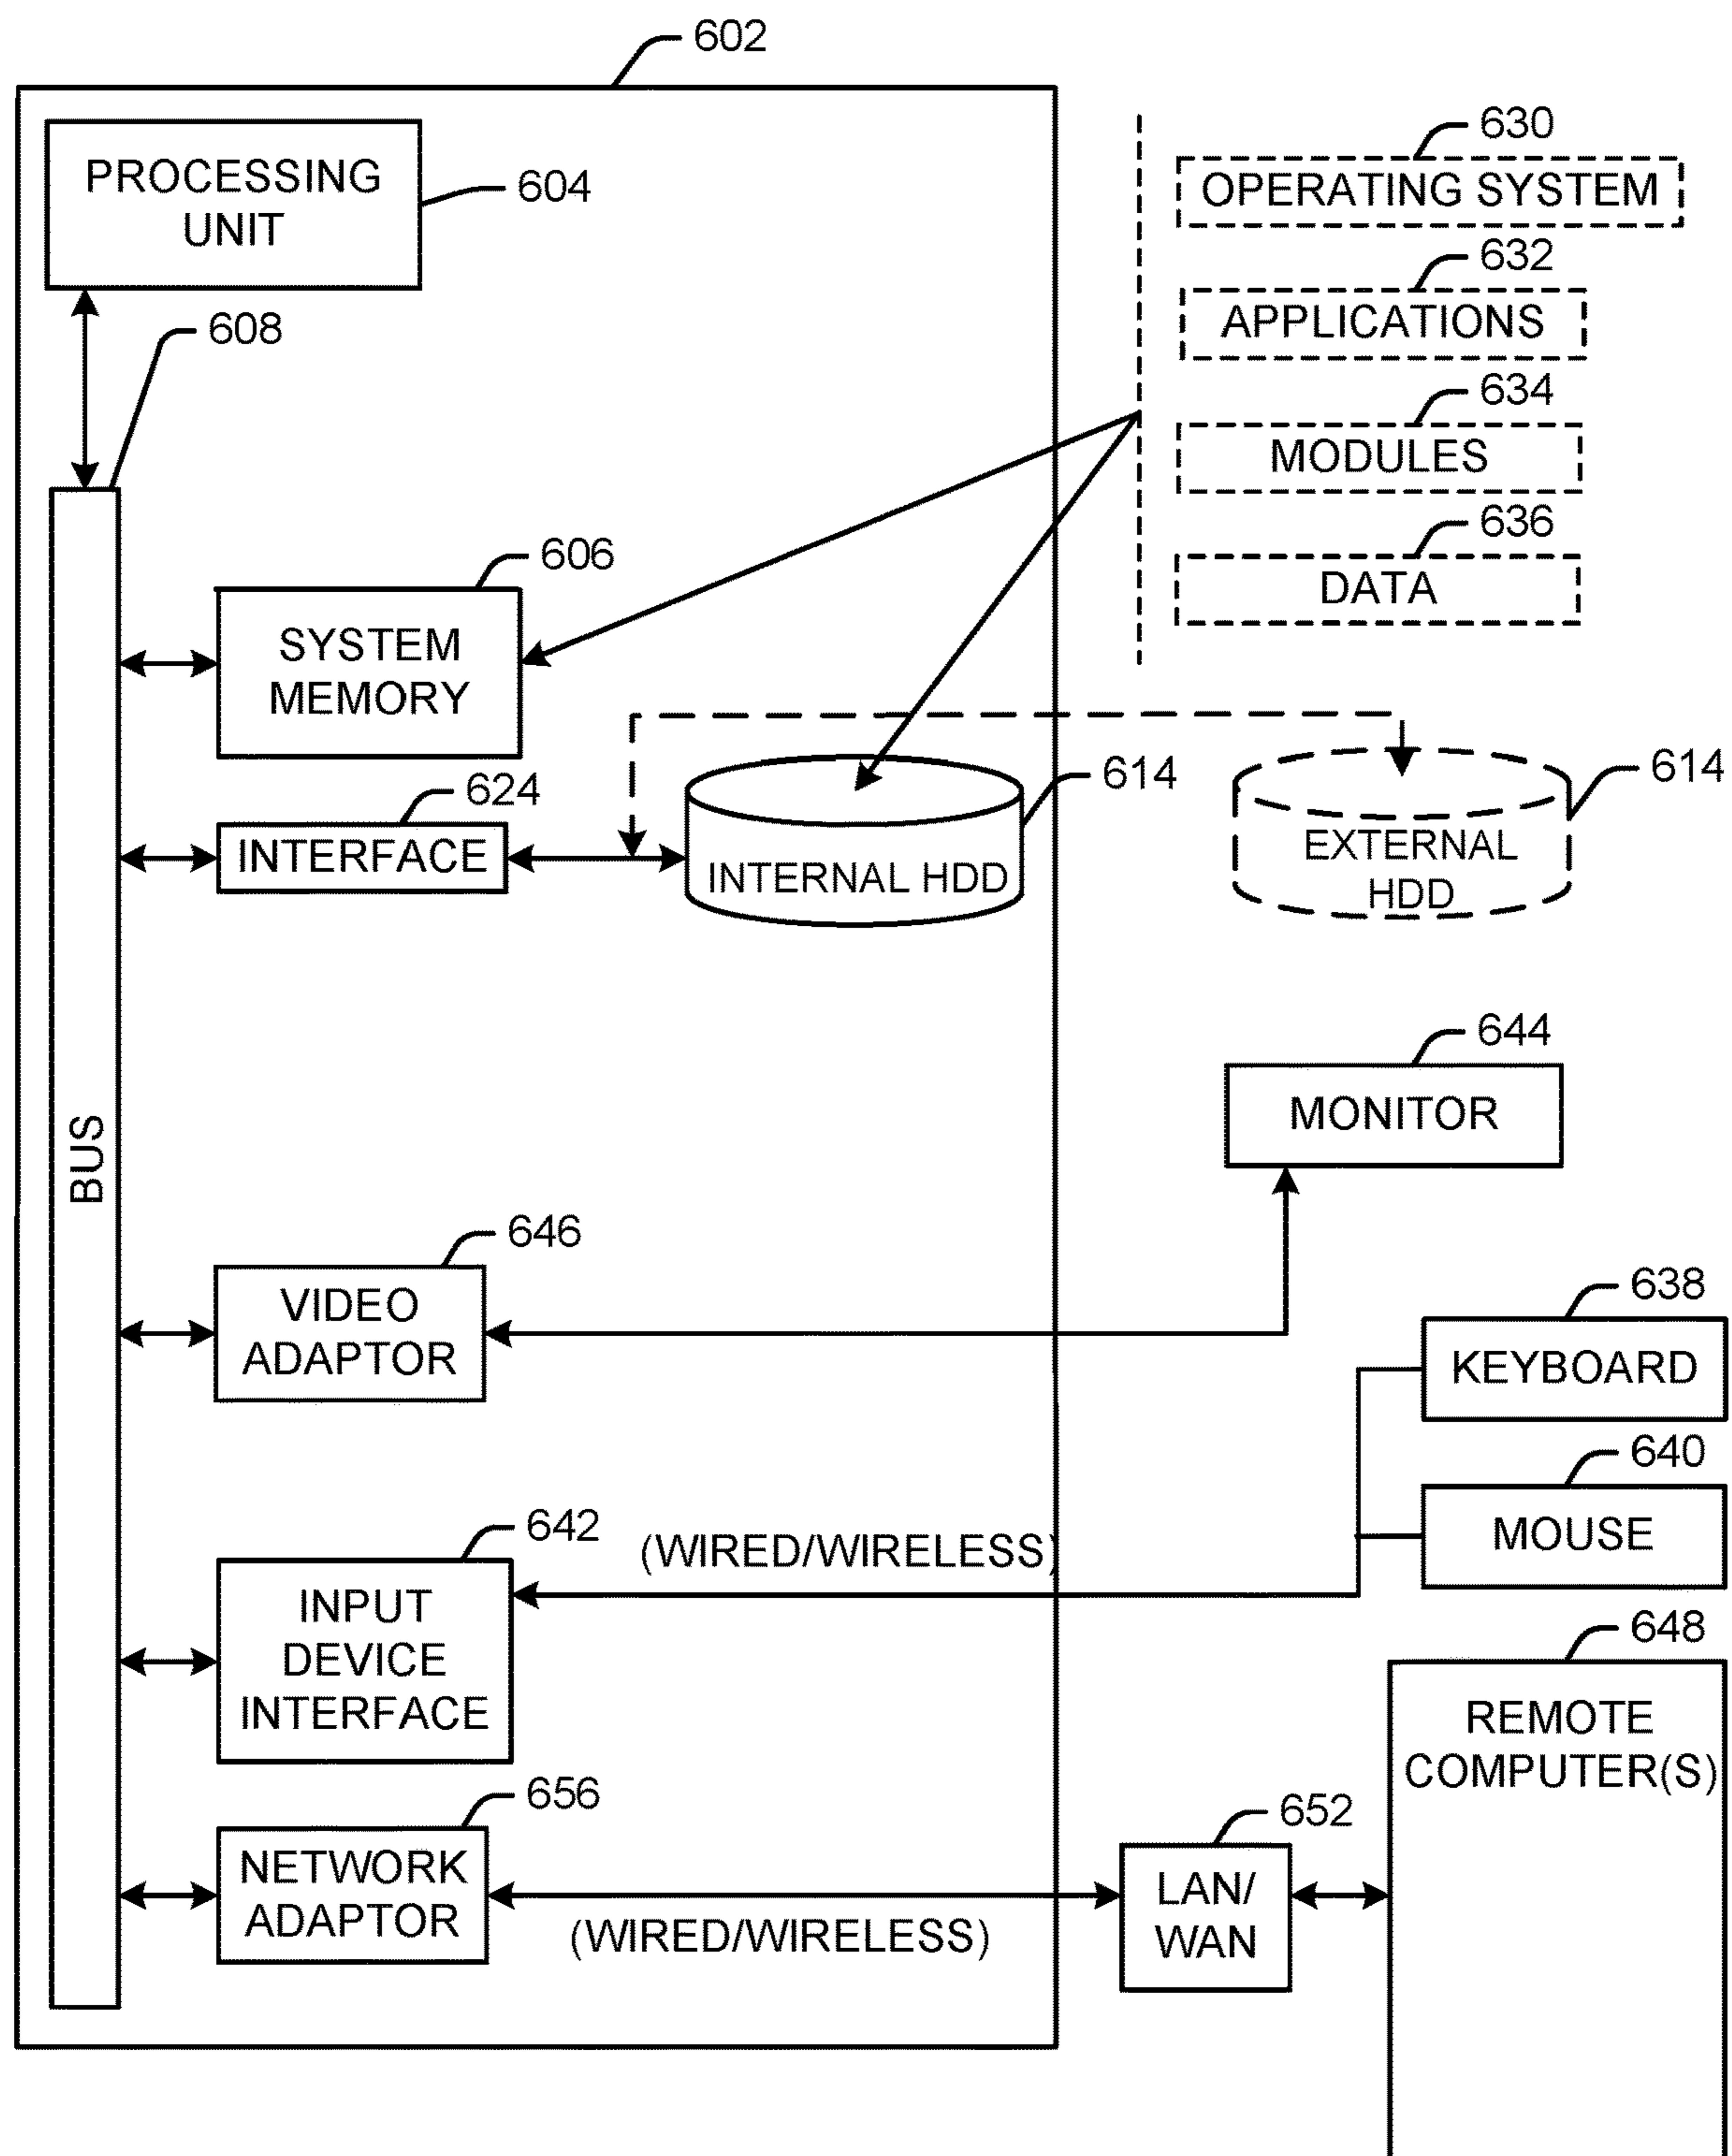 602
PROCESSING
UNIT
604
608
630
OPERATING SYSTEM
632
APPLICATIONS
634
MODULES
636
DATA
606
SYSTEM
MEMORY
624
INTERFACE
INTERNAL HDD
614
EXTERNAL
HDD
614
BUS
644
MONITOR
646
VIDEO
ADAPTOR
638
KEYBOARD
640
MOUSE
642
INPUT
DEVICE
INTERFACE
(WIRED/WIRELESS)
648
REMOTE
COMPUTER(S)
656
NETWORK
ADAPTOR
(WIRED/WIRELESS)
652
LAN/
WAN